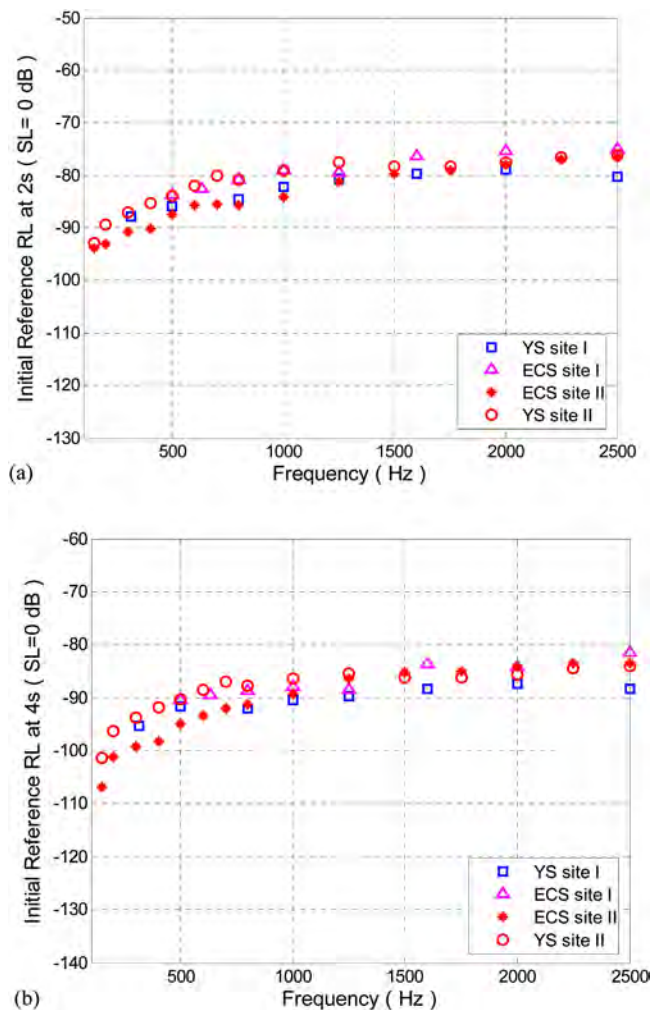 -50
-60
-70
-80
-90
-100
-110
-120
-130
Initial Reference RL at 2s ( SL= 0 dB )
YS site I
ECS site I
ECS site II
YS site II
500
1000
1500
2000
2500
Frequency ( Hz )
(a)
-60
-70
-80
-90
-100
-110
-120
-130
-140
Initial Reference RL at 4s ( SL=0 dB )
YS site I
ECS site I
ECS site II
YS site II
500
1000
1500
2000
2500
Frequency ( Hz )
(b)